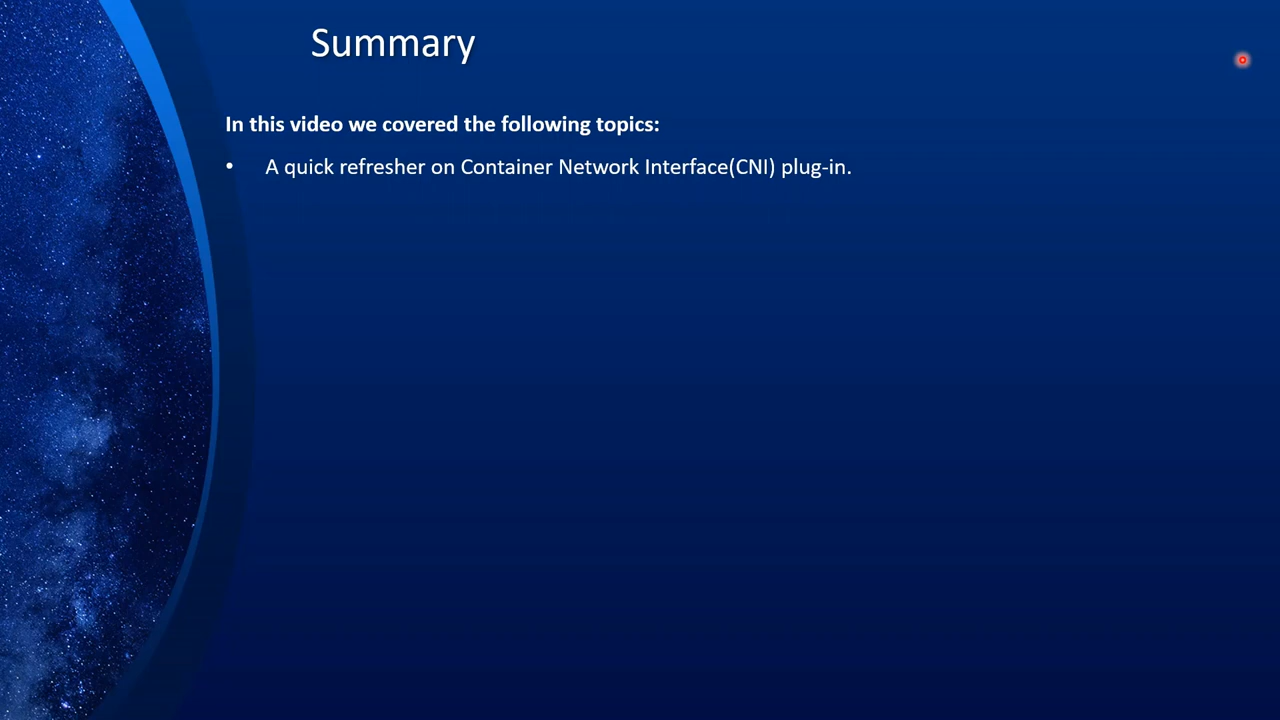 Summary
In this video we covered the following topics:
• A quick refresher on Container Network Interface(CNI) plug-in.